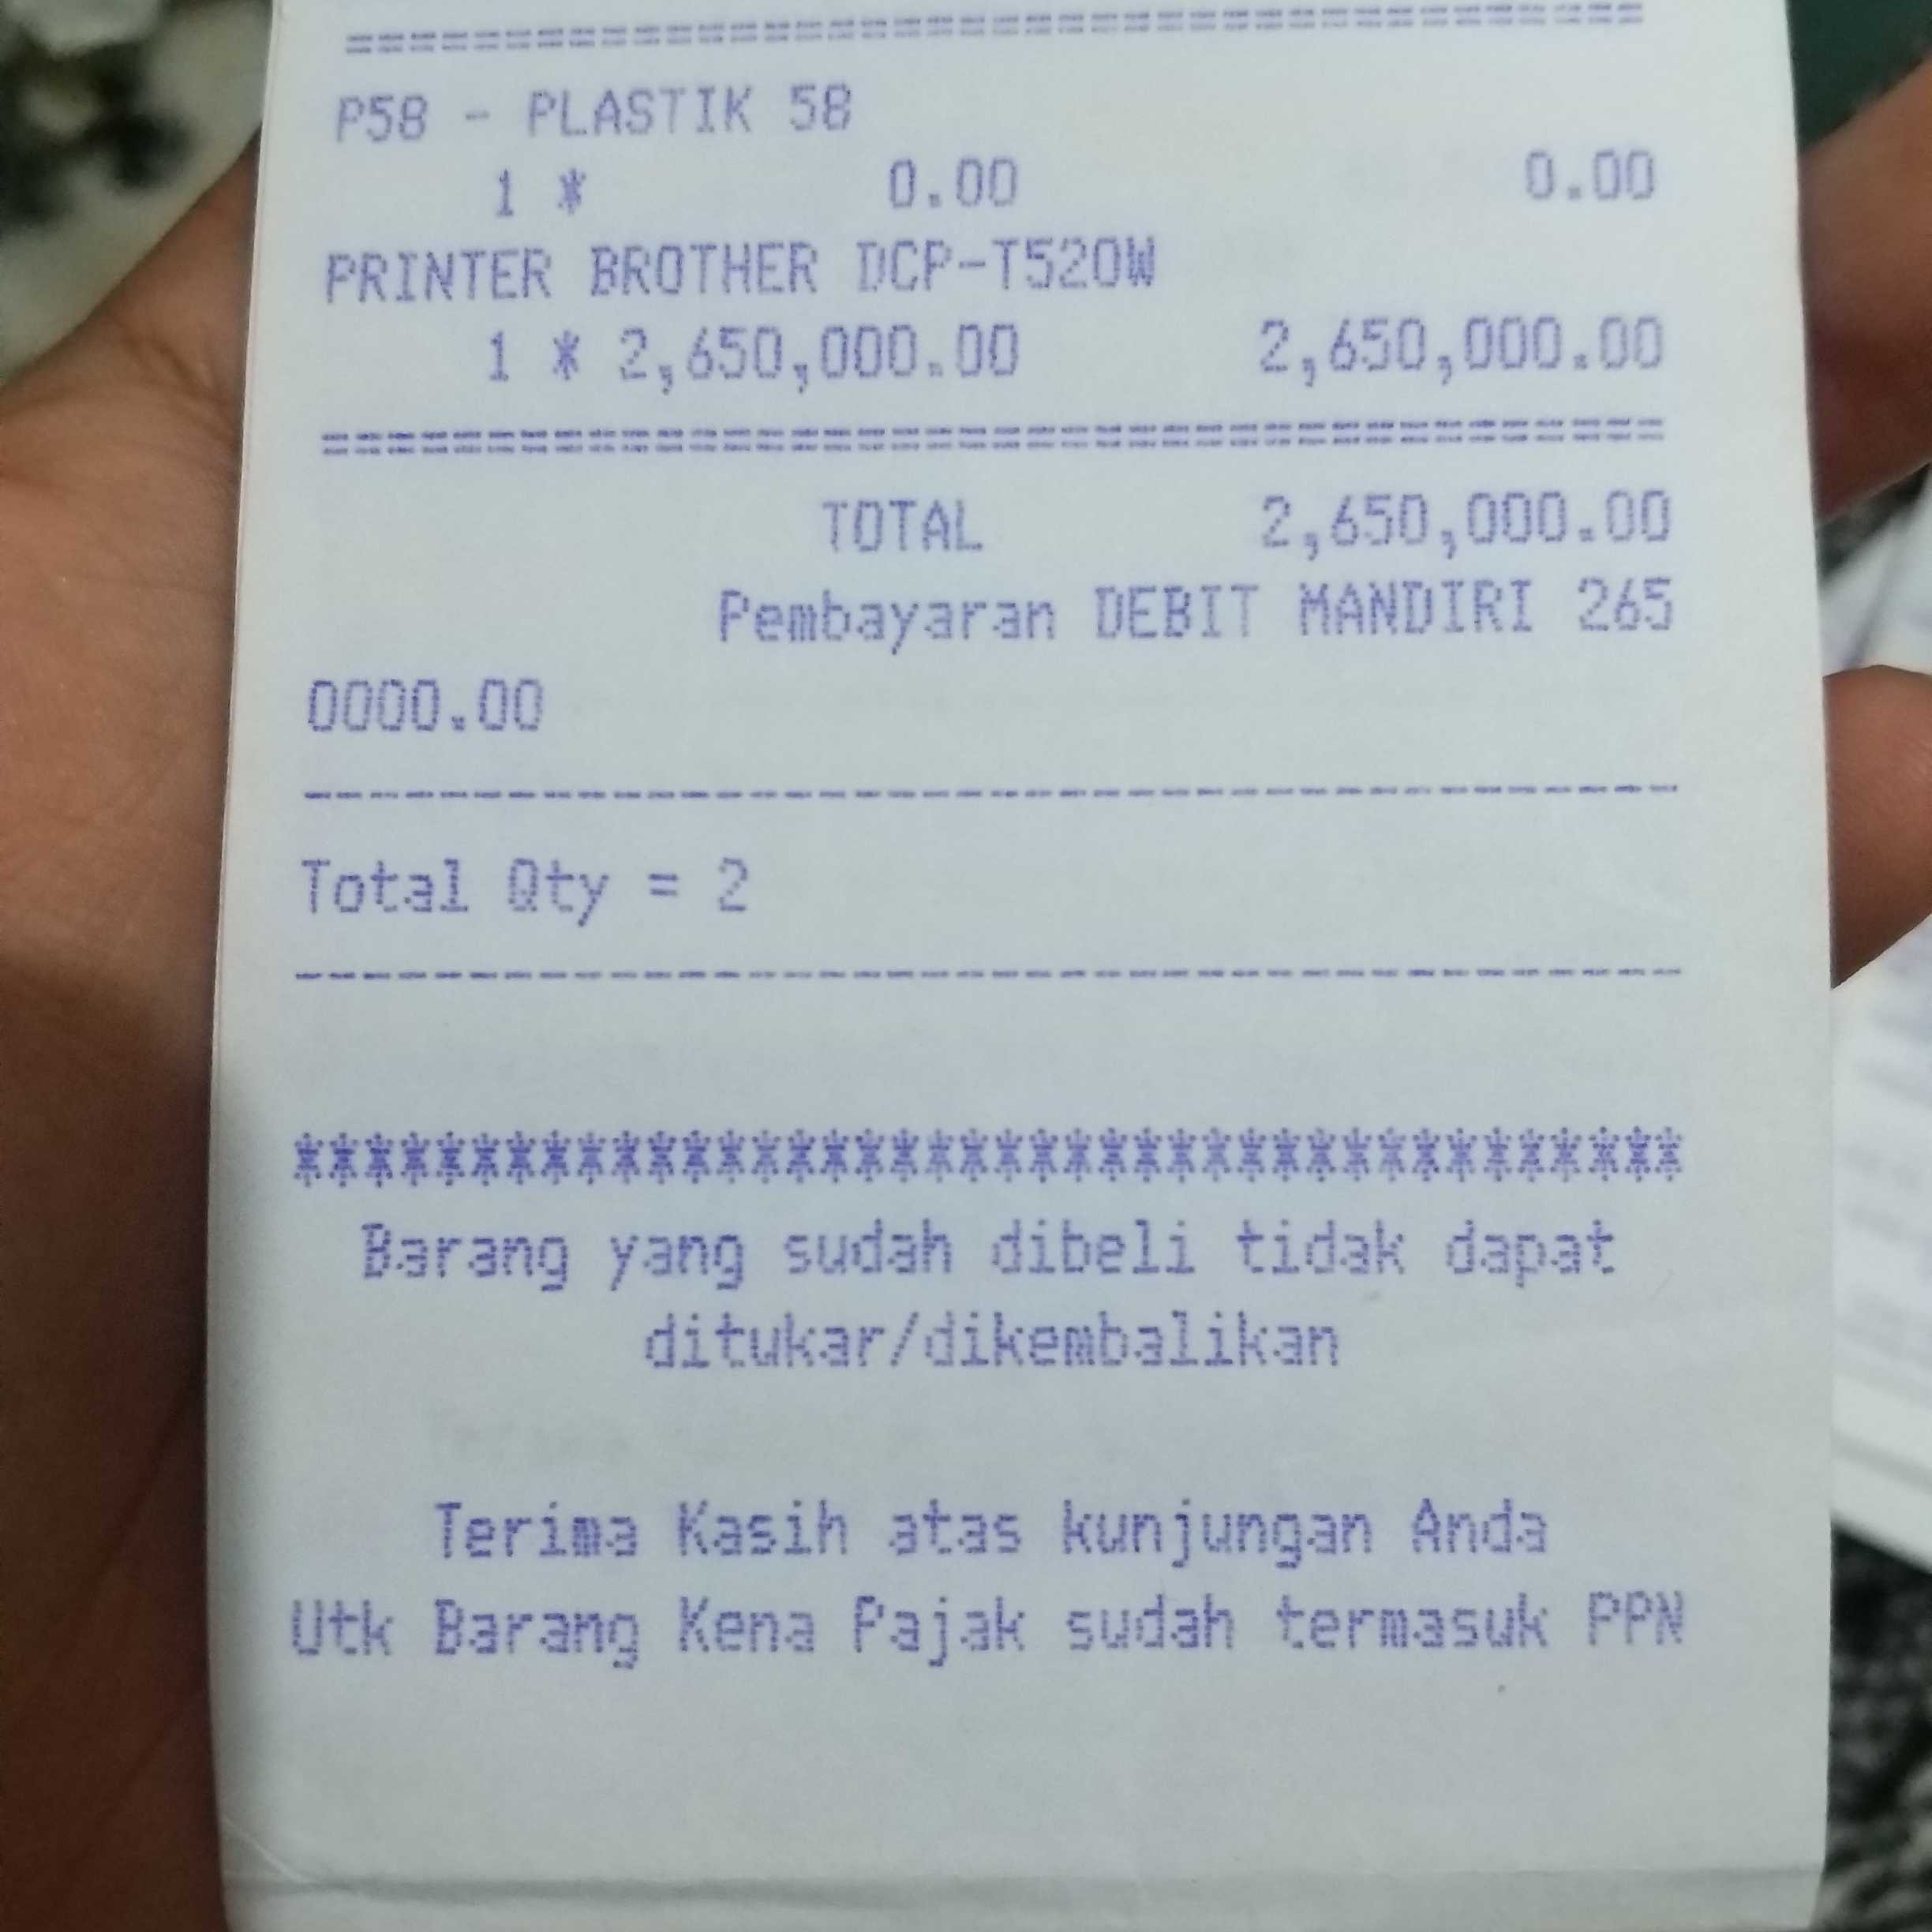 ========================================
P58 - PLASTIK 58
1 * 0.00 0.00
PRINTER BROTHER DCP-T520W
1 * 2,650,000.00 2,650,000.00
========================================
TOTAL 2,650,000.00
Pembayaran DEBIT MANDIRI 265
0000.00
----------------------------------------
Total Qty = 2
----------------------------------------
****************************************
Barang yang sudah dibeli tidak dapat
ditukar/dikembalikan
Terima Kasih atas kunjungan Anda
Utk Barang Kena Pajak sudah termasuk PPN